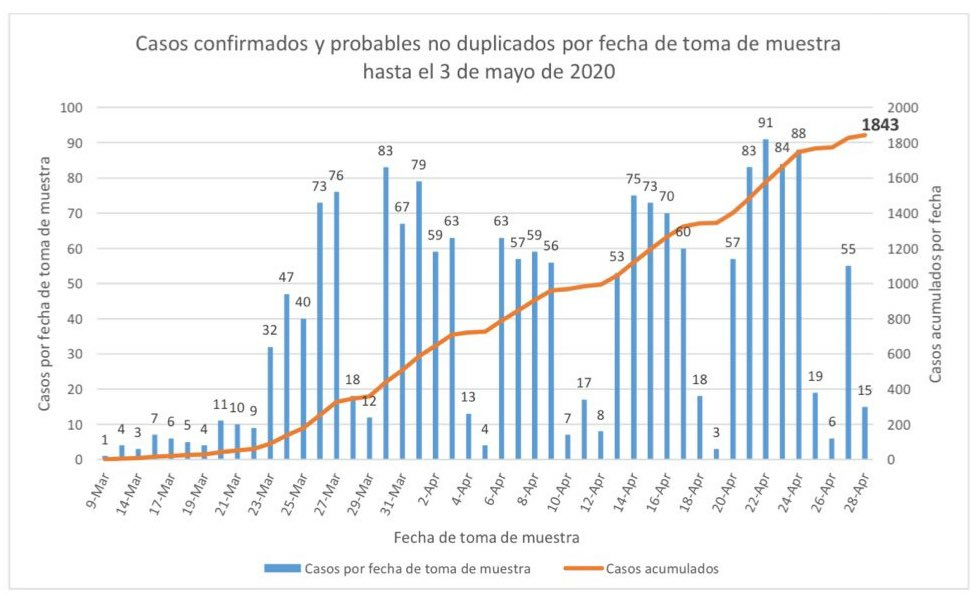 Casos confirmados y probables no duplicados por fecha de toma de muestra
hasta el 3 de mayo de 2020
Casos por fecha de toma de muestra
100
90
80
70
60
50
40
30
20
10
0
1
4
3
7
6
5
4
11
10
9
32
47
40
73
76
18
12
83
67
79
59
63
13
4
63
57
59
56
7
17
8
53
75
73
70
60
18
3
57
83
91
84
88
19
6
55
15
1843
2000
1800
1600
1400
1200
1000
800
600
400
200
0
Casos acumulados por fecha
9-Mar
14-Mar
17-Mar
19-Mar
21-Mar
23-Mar
25-Mar
27-Mar
29-Mar
31-Mar
2-Apr
4-Apr
6-Apr
8-Apr
10-Apr
12-Apr
14-Apr
16-Apr
18-Apr
20-Apr
22-Apr
24-Apr
26-Apr
28-Apr
Fecha de toma de muestra
Casos por fecha de toma de muestra
Casos acumulados